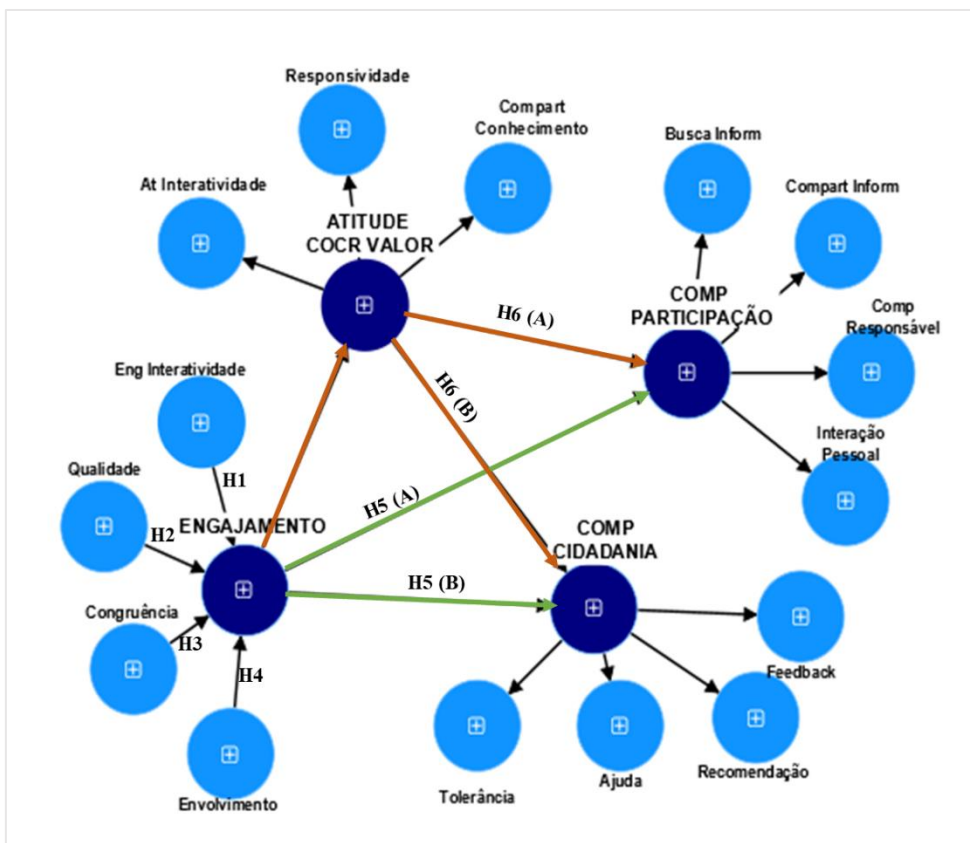 Responsividade
Compart
Conhecimento
Busca Inform
At Interatividade
Compart Inform
ATITUDE
COCR VALOR
COMP
PARTICIPAÇÃO
H6 (A)
Comp
Responsável
Eng Interatividade
H6 (B)
Interação
Pessoal
Qualidade
H1
H5 (A)
H2
ENGAJAMENTO
COMP
CIDADANIA
H5 (B)
Congruência
H3
H4
Feedback
Envolvimento
Tolerância
Ajuda
Recomendação